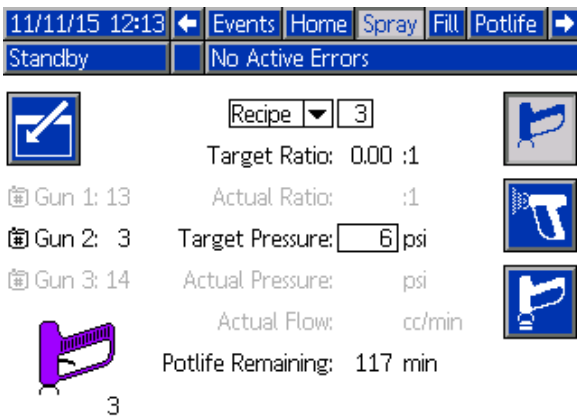 11/11/15 12:13 Events Home Spray Fill Potlife
Standby No Active Errors
Recipe 3
Target Ratio: 0.00 :1
Gun 1: 13 Actual Ratio: :1
# Gun 2: 3 Target Pressure: 6 psi
Gun 3: 14 Actual Pressure: psi
Actual Flow: cc/min
Potlife Remaining: 117 min
3